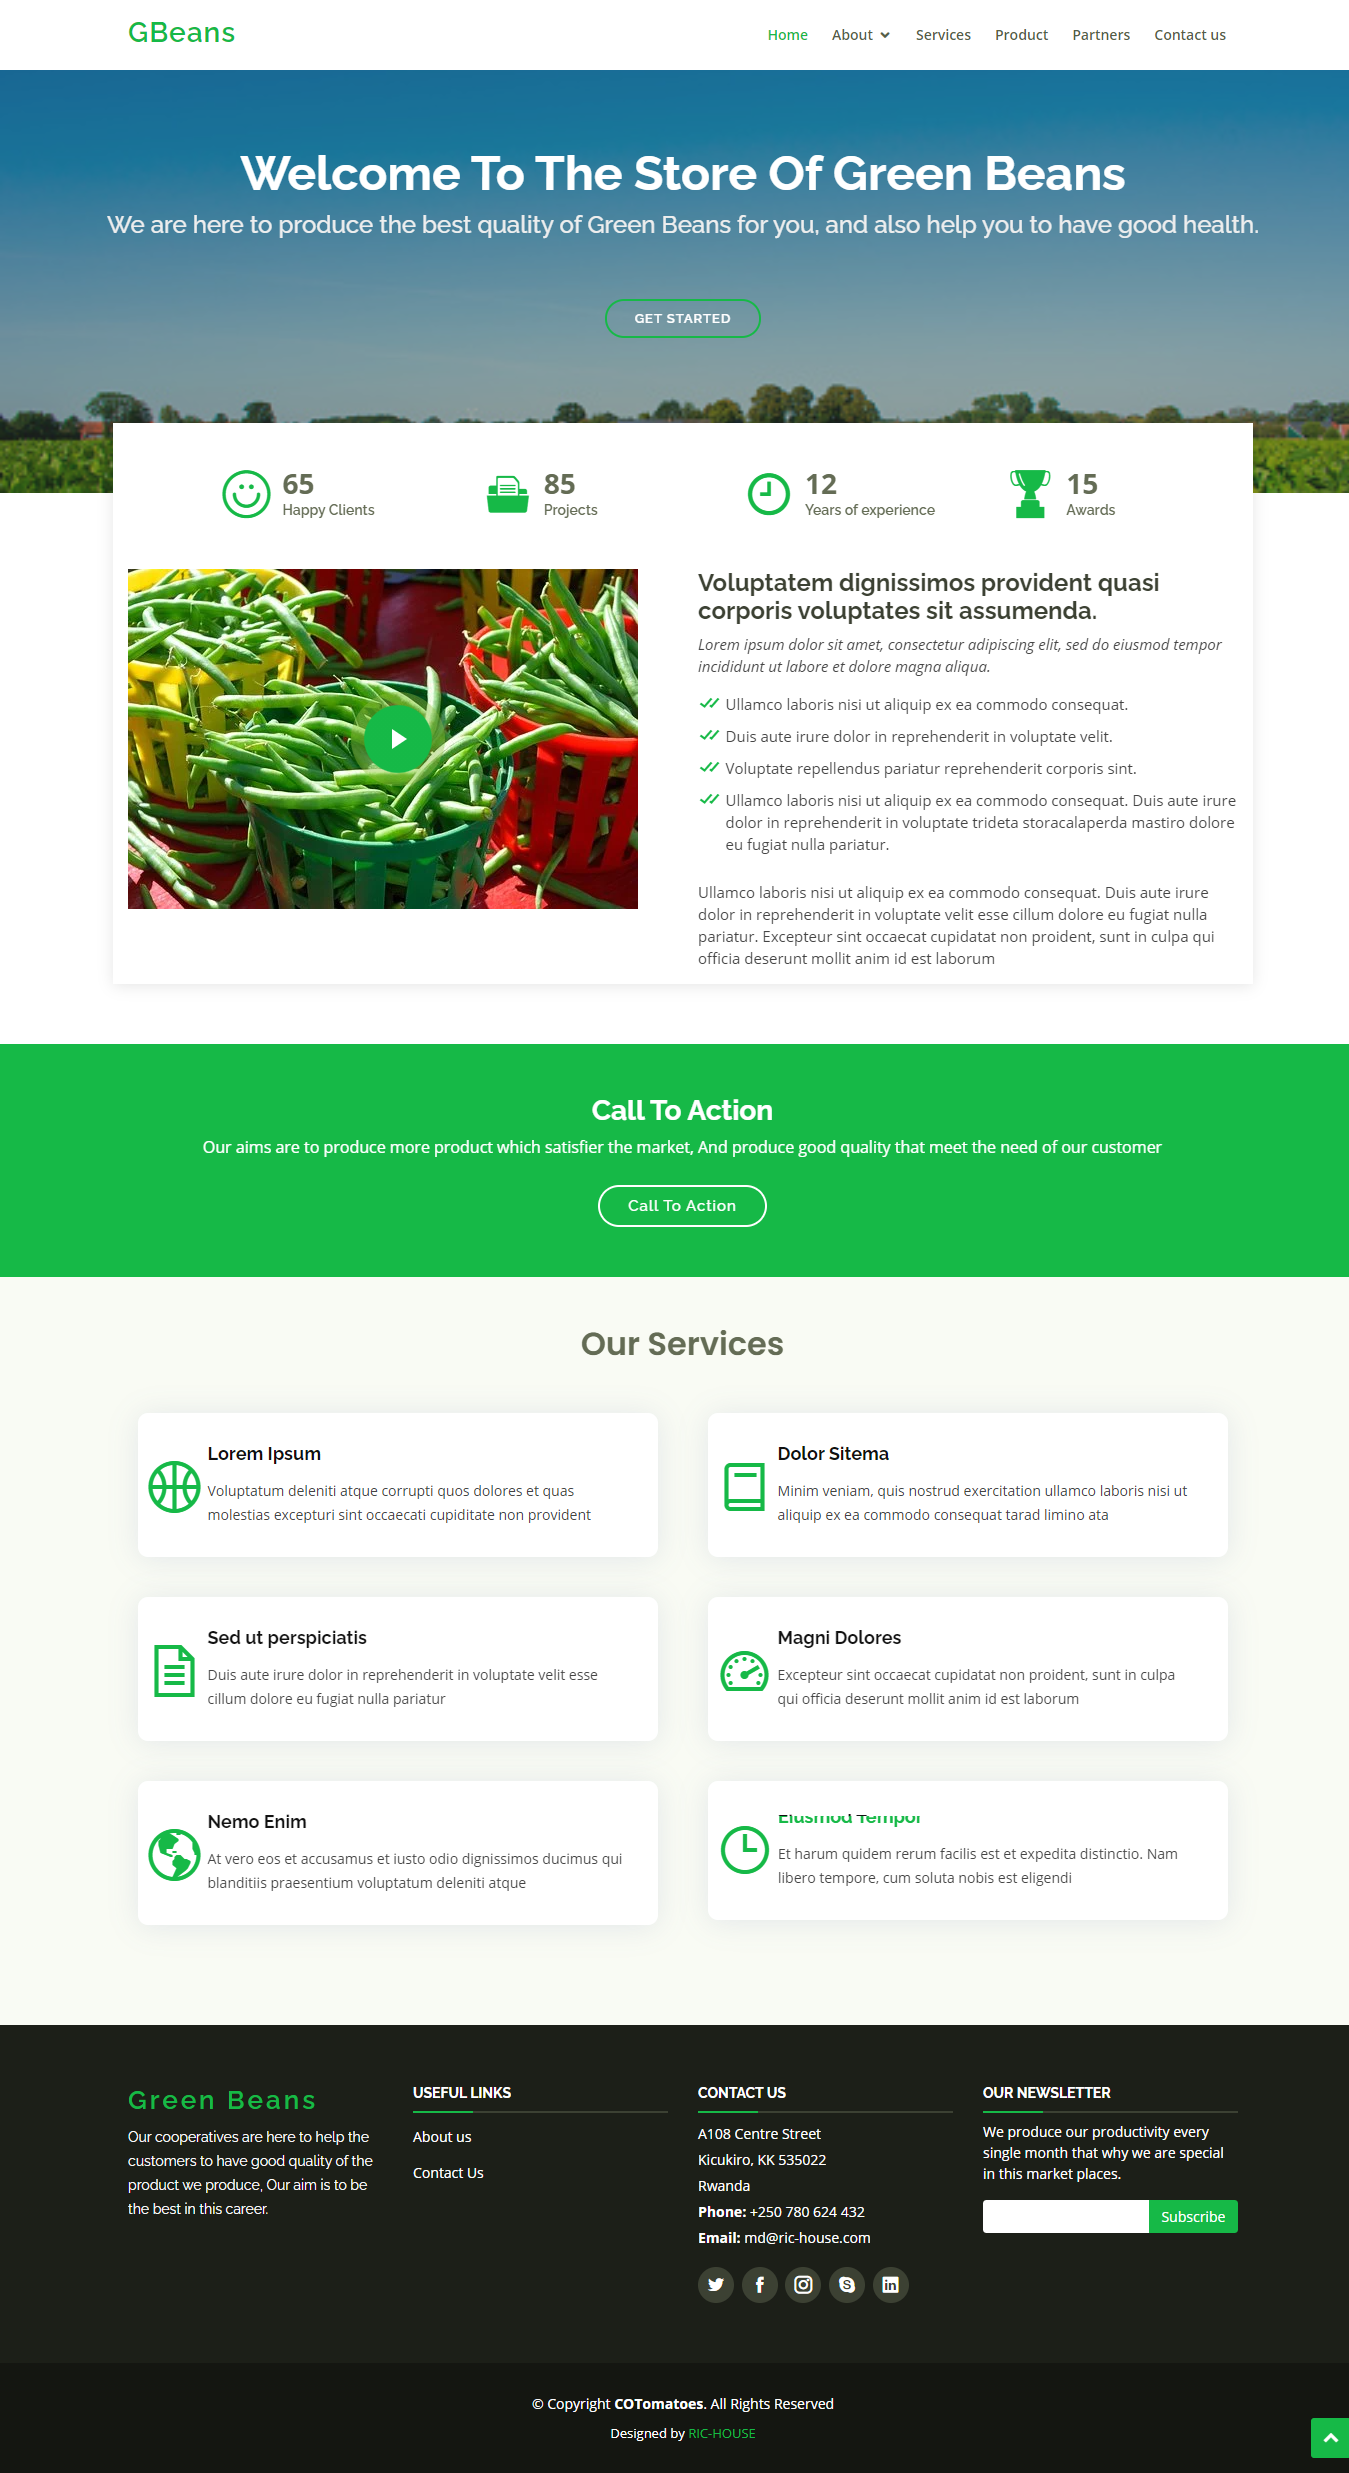 GBeans
Home About Services Product Partners Contact us
Welcome To The Store Of Green Beans
We are here to produce the best quality of Green Beans for you, and also help you to have good health.
GET STARTED
65
Happy Clients
85
Projects
12
Years of experience
15
Awards
Voluptatem dignissimos provident quasi
corporis voluptates sit assumenda.
Lorem ipsum dolor sit amet, consectetur adipiscing elit, sed do eiusmod tempor
incididunt ut labore et dolore magna aliqua.
Ullamco laboris nisi ut aliquip ex ea commodo consequat.
Duis aute irure dolor in reprehenderit in voluptate velit.
Voluptate repellendus pariatur reprehenderit corporis sint.
Ullamco laboris nisi ut aliquip ex ea commodo consequat. Duis aute irure
dolor in reprehenderit in voluptate trideta storacalaperda mastiro dolore
eu fugiat nulla pariatur.
Ullamco laboris nisi ut aliquip ex ea commodo consequat. Duis aute irure
dolor in reprehenderit in voluptate velit esse cillum dolore eu fugiat nulla
pariatur. Excepteur sint occaecat cupidatat non proident, sunt in culpa qui
officia deserunt mollit anim id est laborum
Call To Action
Our aims are to produce more product which satisfier the market, And produce good quality that meet the need of our customer
Call To Action
Our Services
Lorem Ipsum
Voluptatum deleniti atque corrupti quos dolores et quas
molestias excepturi sint occaecati cupiditate non provident
Dolor Sitema
Minim veniam, quis nostrud exercitation ullamco laboris nisi ut
aliquip ex ea commodo consequat tarad limino ata
Sed ut perspiciatis
Duis aute irure dolor in reprehenderit in voluptate velit esse
cillum dolore eu fugiat nulla pariatur
Magni Dolores
Excepteur sint occaecat cupidatat non proident, sunt in culpa
qui officia deserunt mollit anim id est laborum
Nemo Enim
At vero eos et accusamus et iusto odio dignissimos ducimus qui
blanditiis praesentium voluptatum deleniti atque
Eiusmod Tempor
Et harum quidem rerum facilis est et expedita distinctio. Nam
libero tempore, cum soluta nobis est eligendi
Green Beans
Our cooperatives are here to help the
customers to have good quality of the
product we produce, Our aim is to be
the best in this career.
USEFUL LINKS
About us
Contact Us
CONTACT US
A108 Centre Street
Kicukiro, KK 535022
Rwanda
Phone: +250 780 624 432
Email: md@ric-house.com
OUR NEWSLETTER
We produce our productivity every
single month that why we are special
in this market places.
Subscribe
© Copyright COTomatoes. All Rights Reserved
Designed by RIC-HOUSE